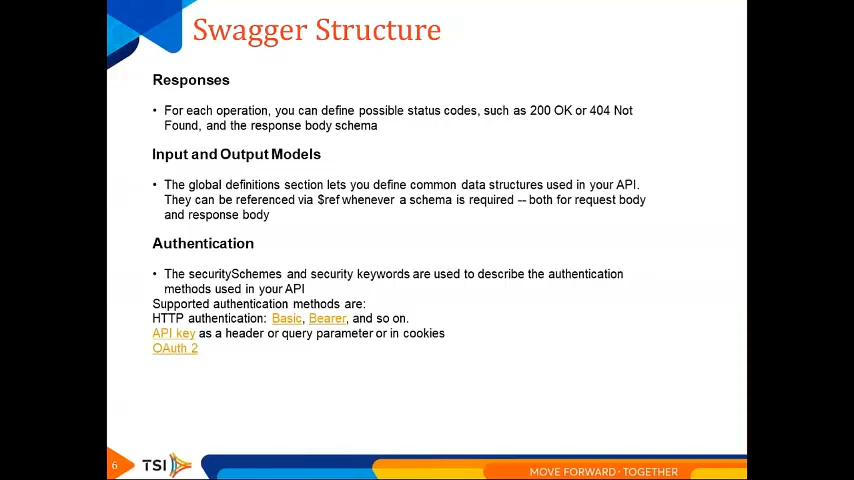 Swagger Structure
Responses
• For each operation, you can define possible status codes, such as 200 OK or 404 Not
Found, and the response body schema
Input and Output Models
• The global definitions section lets you define common data structures used in your API.
They can be referenced via $ref whenever a schema is required -- both for request body
and response body
Authentication
• The securitySchemes and security keywords are used to describe the authentication
methods used in your API
Supported authentication methods are:
HTTP authentication: Basic, Bearer, and so on.
API key as a header or query parameter or in cookies
OAuth 2
6
TSI
MOVE FORWARD · TOGETHER